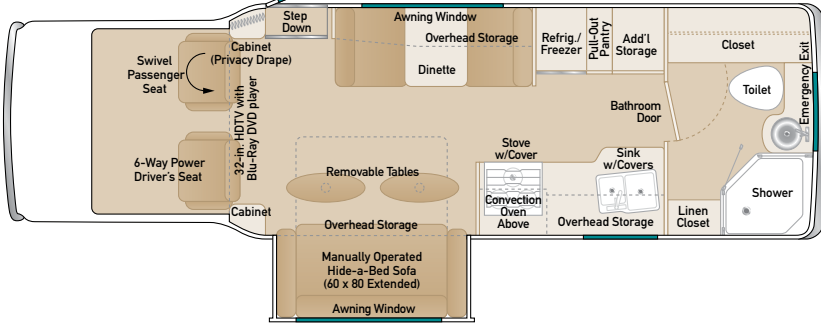 Step
Down
Awning Window
Overhead Storage
Dinette
Refrig./
Freezer
Pull-Out
Pantry
Add'l
Storage
Closet
Emergency Exit
Toilet
Cabinet
(Privacy Drape)
Swivel
Passenger
Seat
32-in. HDTV with
Blu-Ray DVD player
6-Way Power
Driver's Seat
Cabinet
Removable Tables
Bathroom
Door
Stove
w/Cover
Sink
w/Covers
Convection
Oven
Above
Overhead Storage
Linen
Closet
Shower
Overhead Storage
Manually Operated
Hide-a-Bed Sofa
(60 x 80 Extended)
Awning Window